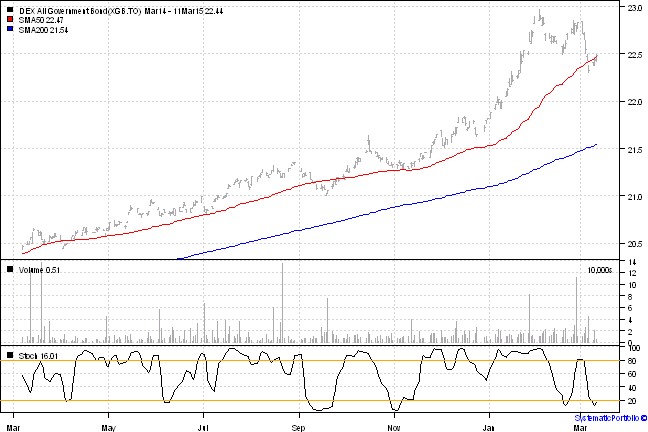 DEX All Government Bond(XGB.TO) Mar14 - 11Mar15 22.44
SMA50 22.47
SMA200 21.54
23.0
22.5
22.0
21.5
21.0
20.5
Volume 0.51
10,000s
14
12
10
8
6
4
2
0
Stoch 16.01
100
80
60
40
20
Mar
May
Jul
Sep
Nov
Jan
Mar
SystematicPortfolio ©